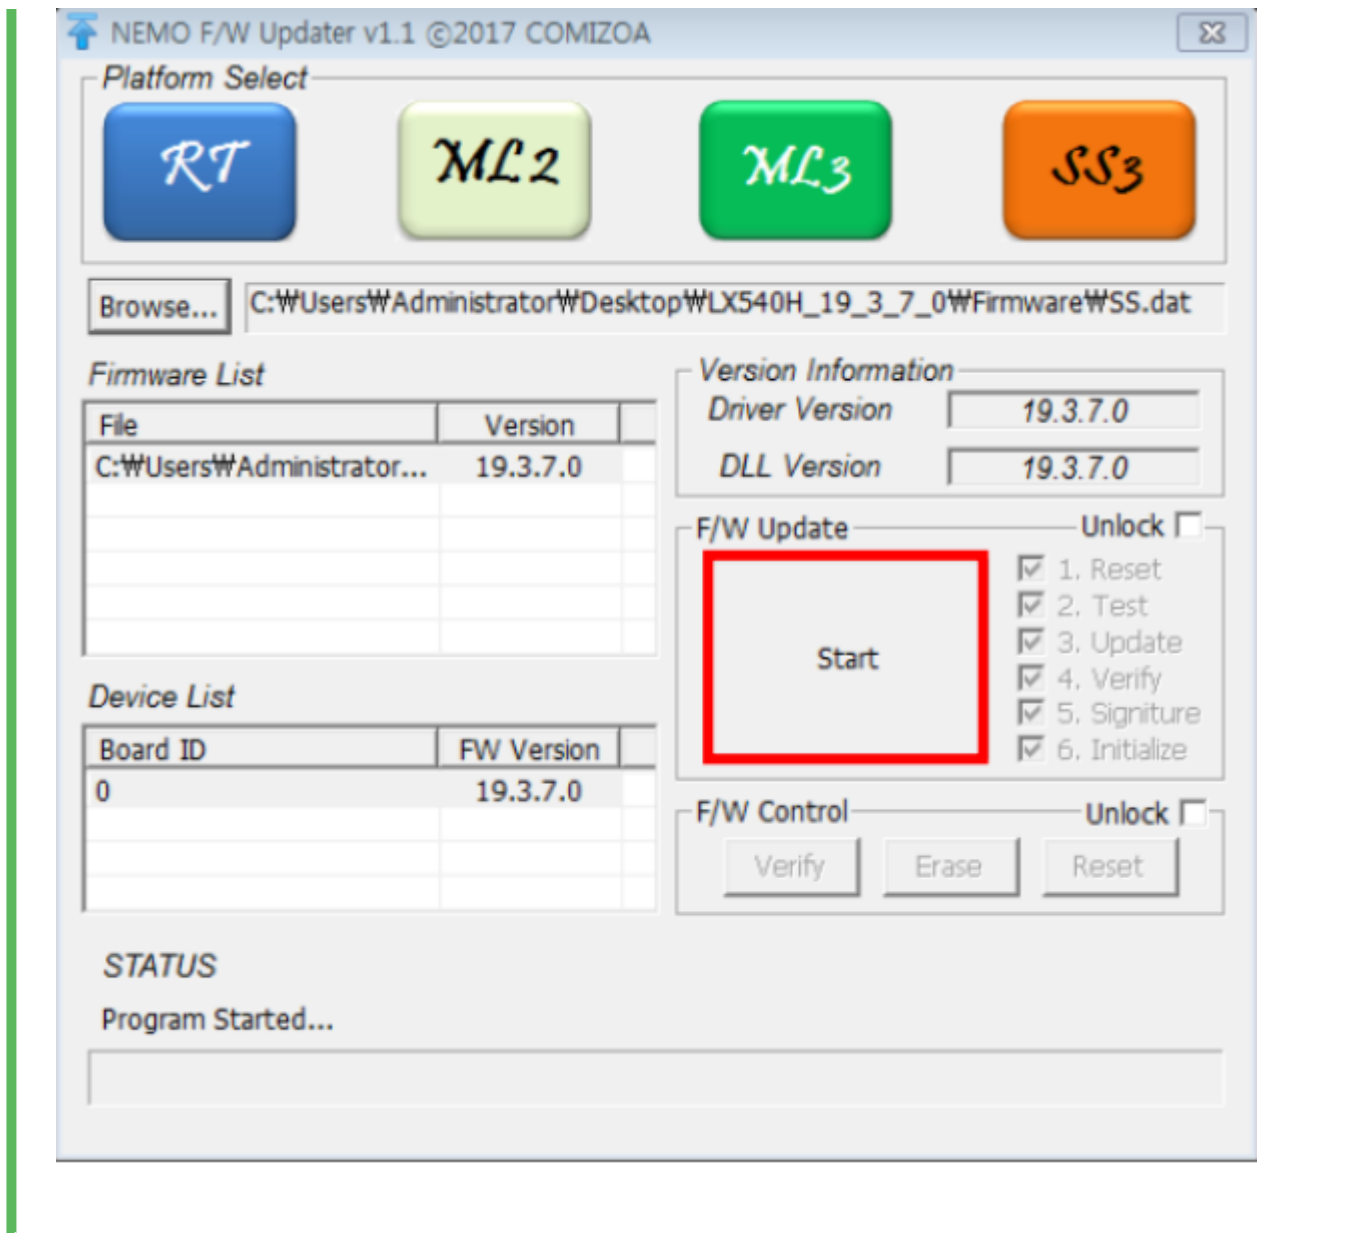 NEMO F/W Updater v1.1 ©2017 COMIZOA
Platform Select
RT ML2 ML3 SS3
Browse... C:₩Users₩Administrator₩Desktop₩LX540H_19_3_7_0₩Firmware₩SS.dat
Firmware List
File Version
C:₩Users₩Administrator... 19.3.7.0
Version Information
Driver Version 19.3.7.0
DLL Version 19.3.7.0
F/W Update Unlock
Start
1. Reset
2. Test
3. Update
4. Verify
5. Signiture
6. Initialize
Device List
Board ID FW Version
0 19.3.7.0
F/W Control Unlock
Verify Erase Reset
STATUS
Program Started...